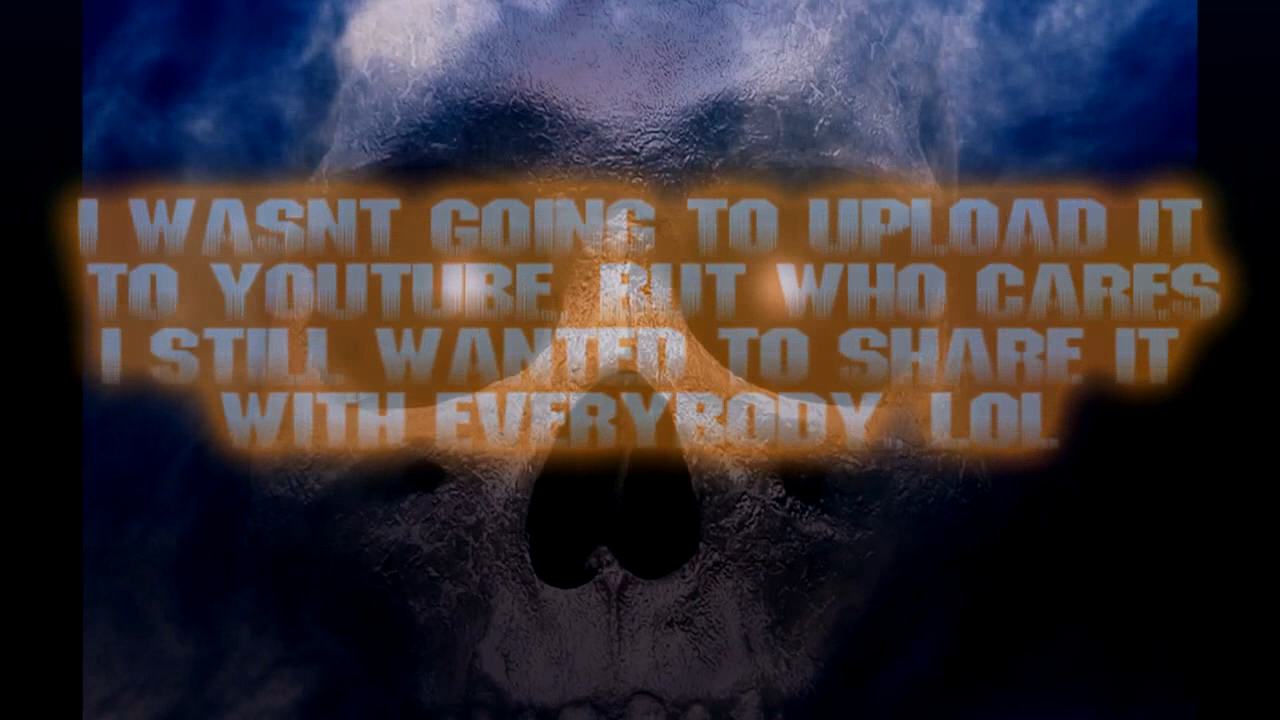 I WASNT GOING TO UPLOAD IT
TO YOUTUBE BUT WHO CARES
I STILL WANTED TO SHARE IT
WITH EVERYBODY LOL